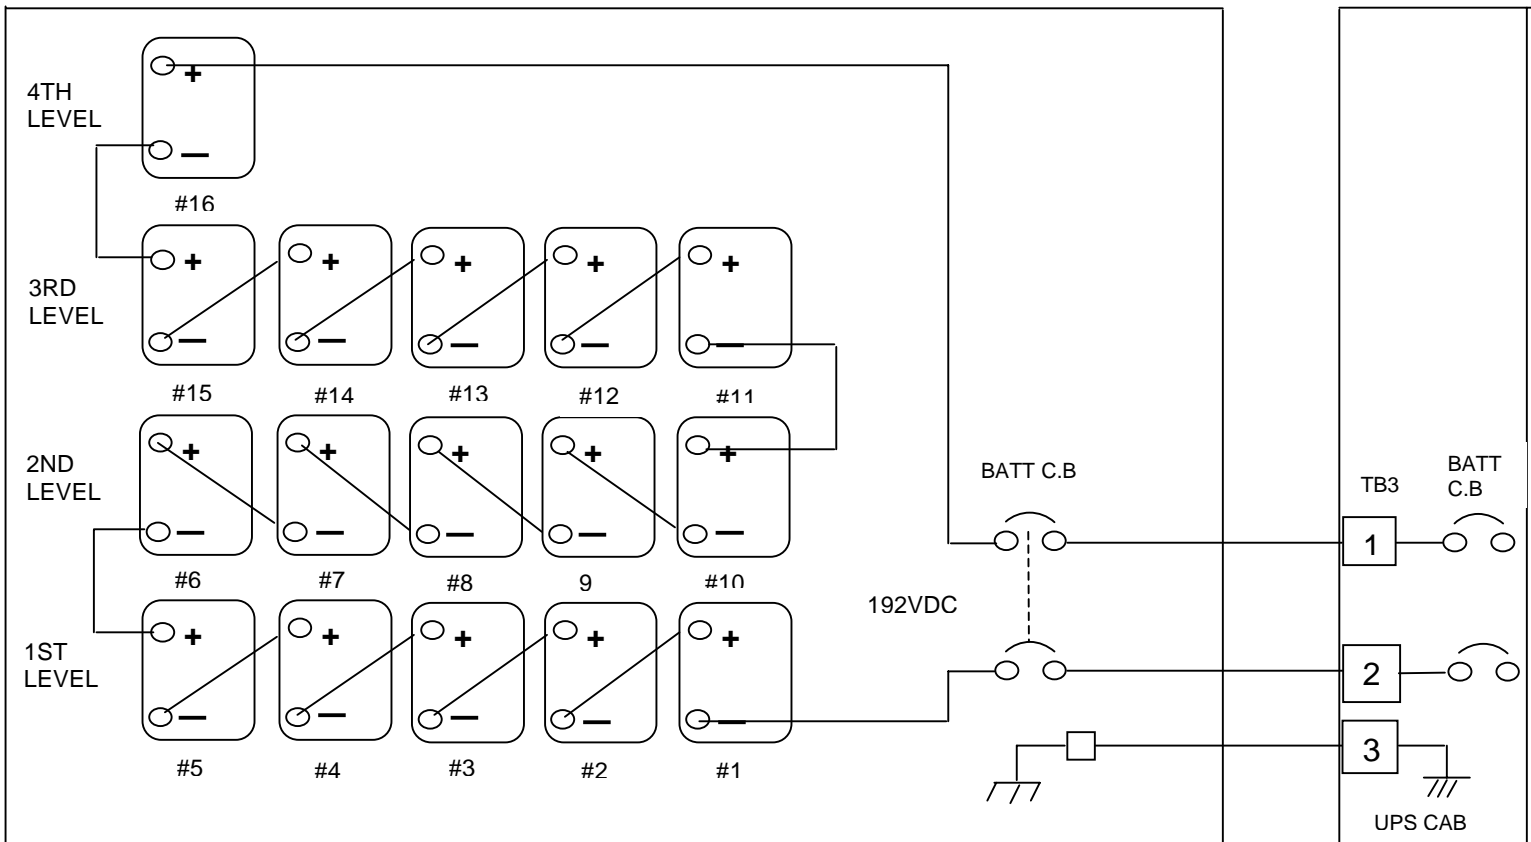 4TH
LEVEL
+
—
#16
3RD
LEVEL
+ + + + +
— — — — —
#15 #14 #13 #12 #11
2ND
LEVEL
+ + + + +
— — — — —
#6 #7 #8 9 #10
1ST
LEVEL
+ + + + +
— — — — —
#5 #4 #3 #2 #1
BATT C.B
192VDC
TB3
BATT
C.B
1
2
3
UPS CAB